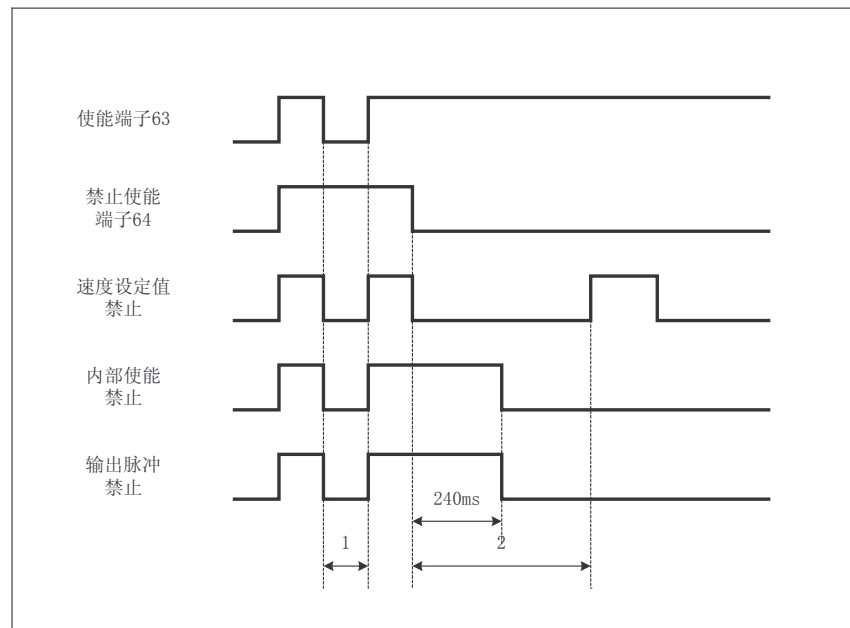 使能端子63
禁止使能
端子64
速度设定值
禁止
内部使能
禁止
输出脉冲
禁止
240ms
1
2